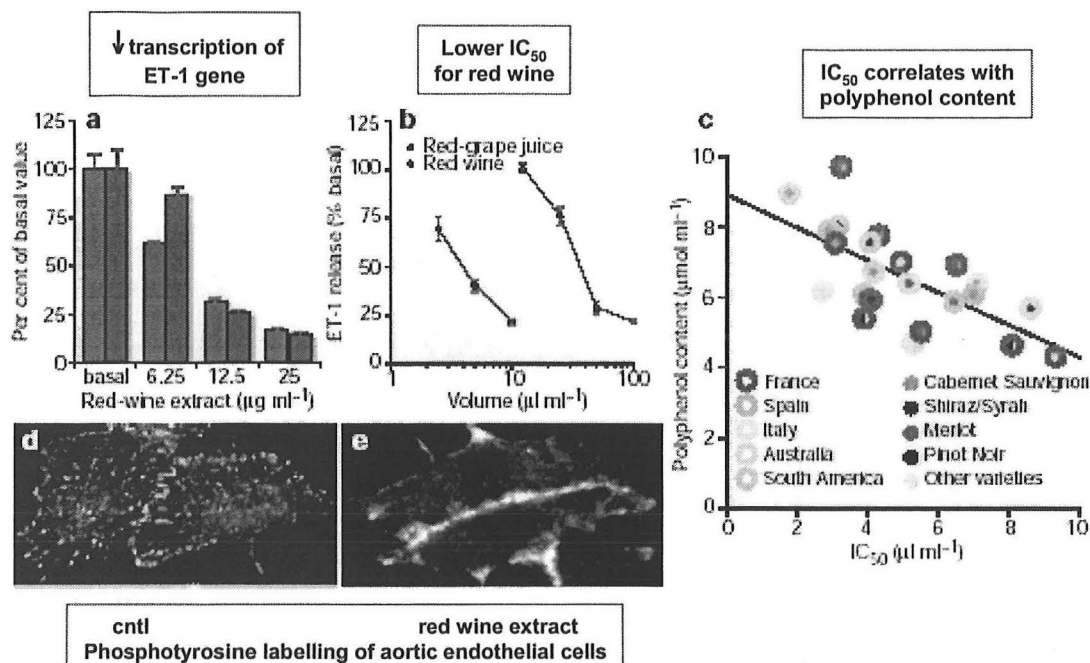 ↓ transcription of
ET-1 gene
Lower IC50
for red wine
IC50 correlates with
polyphenol content
a
Per cent of basal value
125
100
75
50
25
0
basal 6.25 12.5 25
Red-wine extract (µg ml–1)
b
ET-1 release (% basal)
125
100
75
50
25
0
Red-grape juice
Red wine
1 10 100
Volume (µl ml–1)
c
Polyphenol content (µmol ml–1)
10
8
6
4
2
0
France
Spain
Italy
Australia
South America
Cabernet Sauvignon
Shiraz/Syrah
Merlot
Pinot Noir
Other varieties
0 2 4 6 8 10
IC50 (µl ml–1)
d
e
cntl red wine extract
Phosphotyrosine labelling of aortic endothelial cells